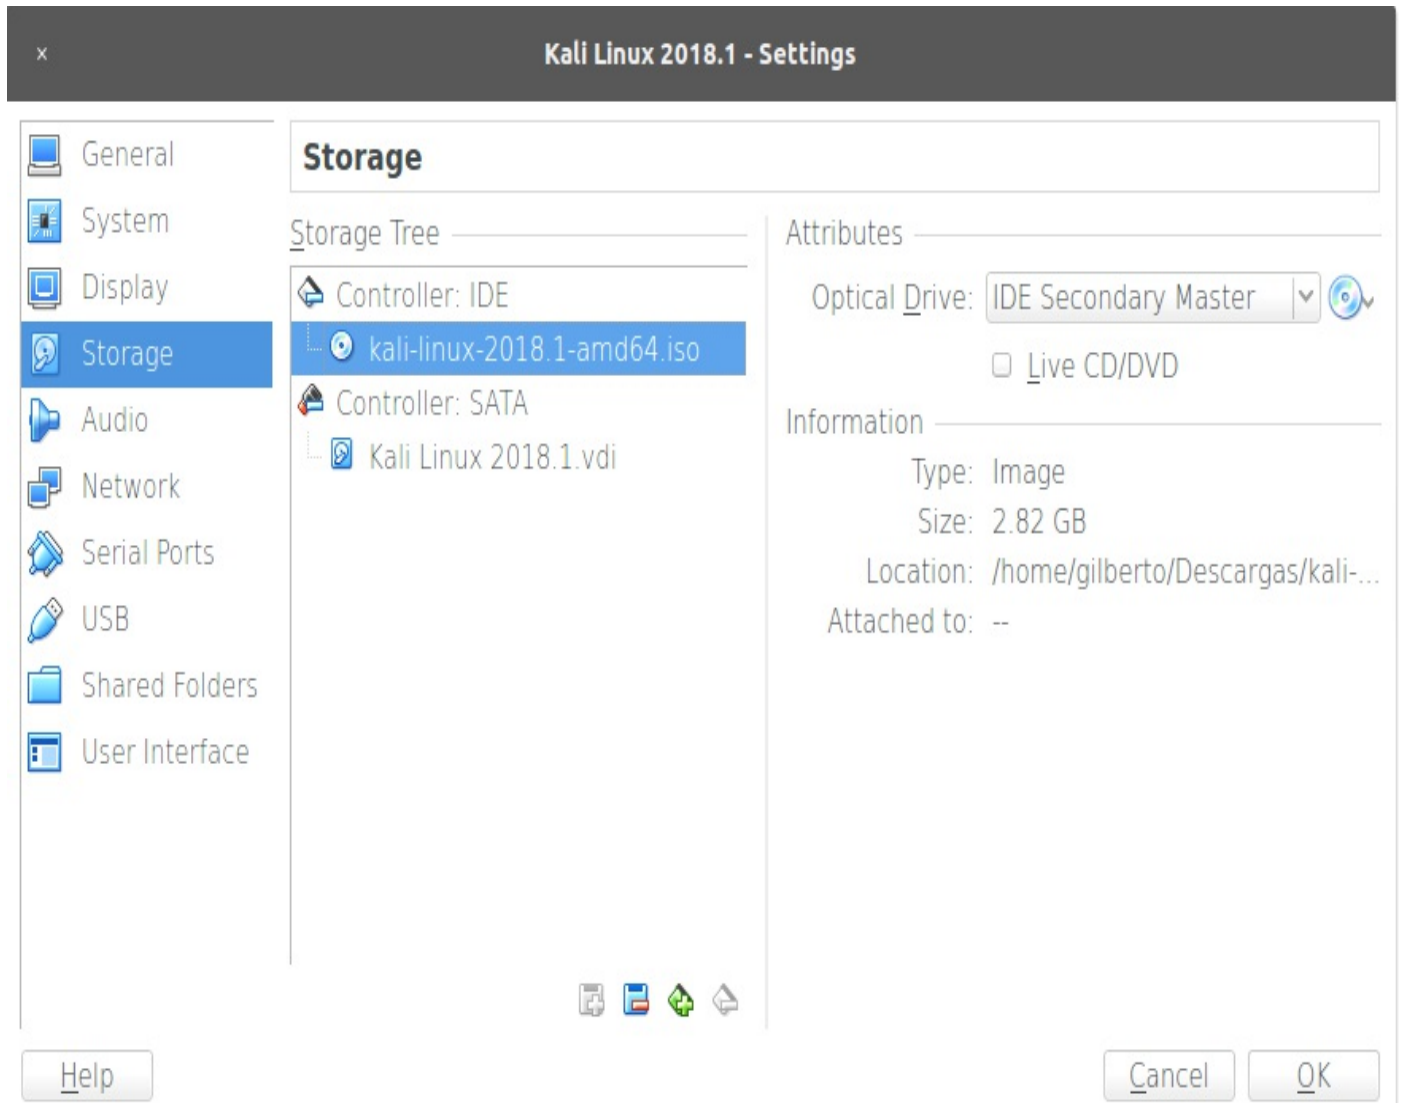 ×
Kali Linux 2018.1 - Settings
General
System
Display
Storage
Audio
Network
Serial Ports
USB
Shared Folders
User Interface
Storage
Storage Tree
Controller: IDE
kali-linux-2018.1-amd64.iso
Controller: SATA
Kali Linux 2018.1.vdi
Attributes
Optical Drive: IDE Secondary Master
Live CD/DVD
Information
Type: Image
Size: 2.82 GB
Location: /home/gilberto/Descargas/kali-...
Attached to: --
Help
Cancel
OK